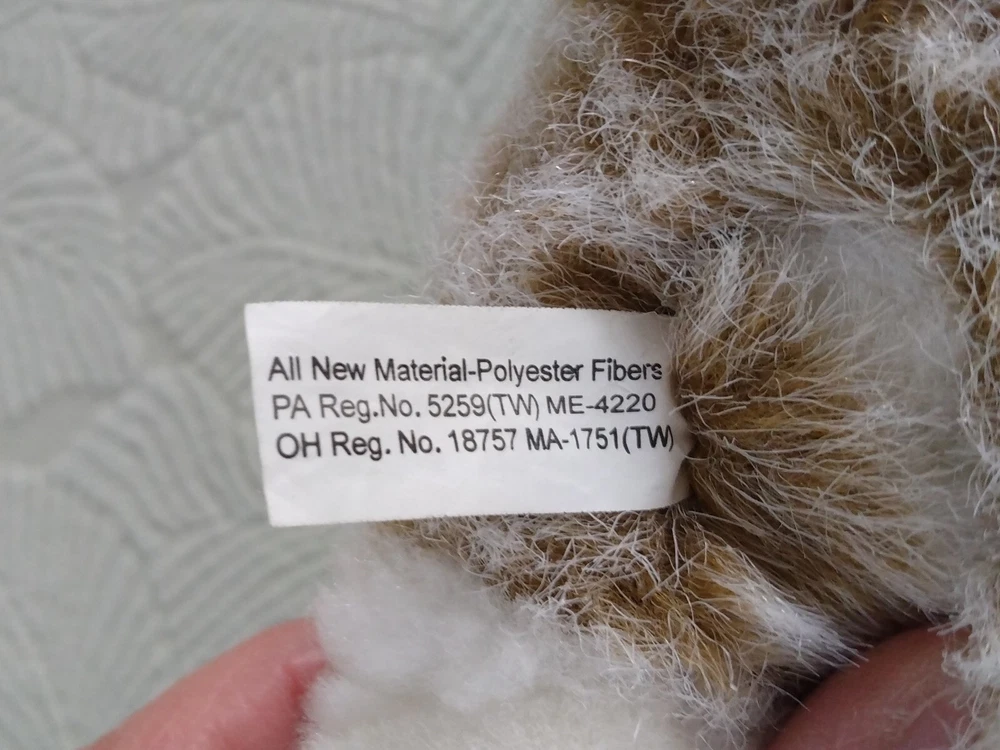 All New Material-Polyester Fibers
PA Reg.No. 5259(TW) ME-4220
OH Reg. No. 18757 MA-1751(TW)